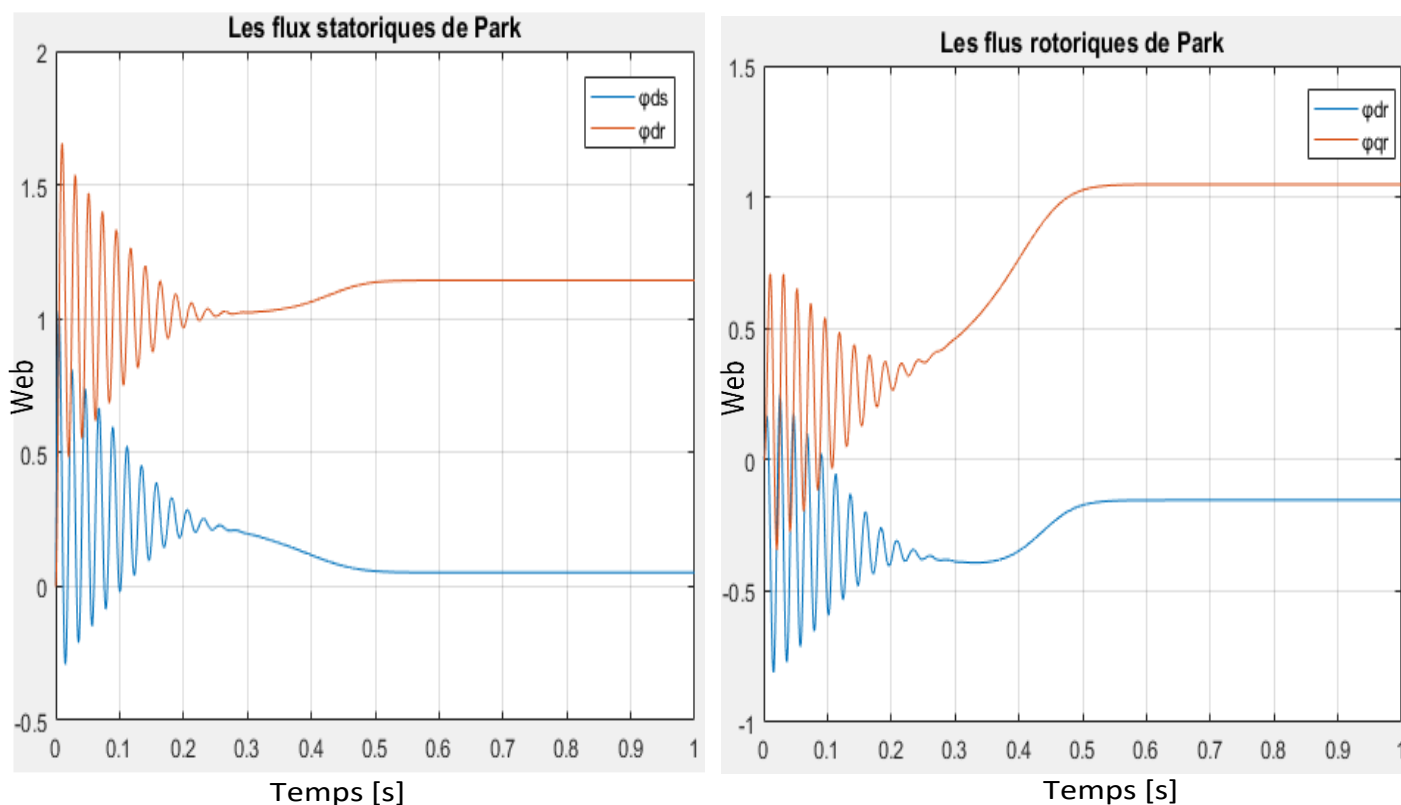 Les flux statoriques de Park
2
1.5
1
0.5
0
-0.5
Web
φds
φdr
0 0.1 0.2 0.3 0.4 0.5 0.6 0.7 0.8 0.9 1
Temps [s]
Les flus rotoriques de Park
1.5
1
0.5
0
-0.5
-1
Web
φdr
φqr
0 0.1 0.2 0.3 0.4 0.5 0.6 0.7 0.8 0.9 1
Temps [s]